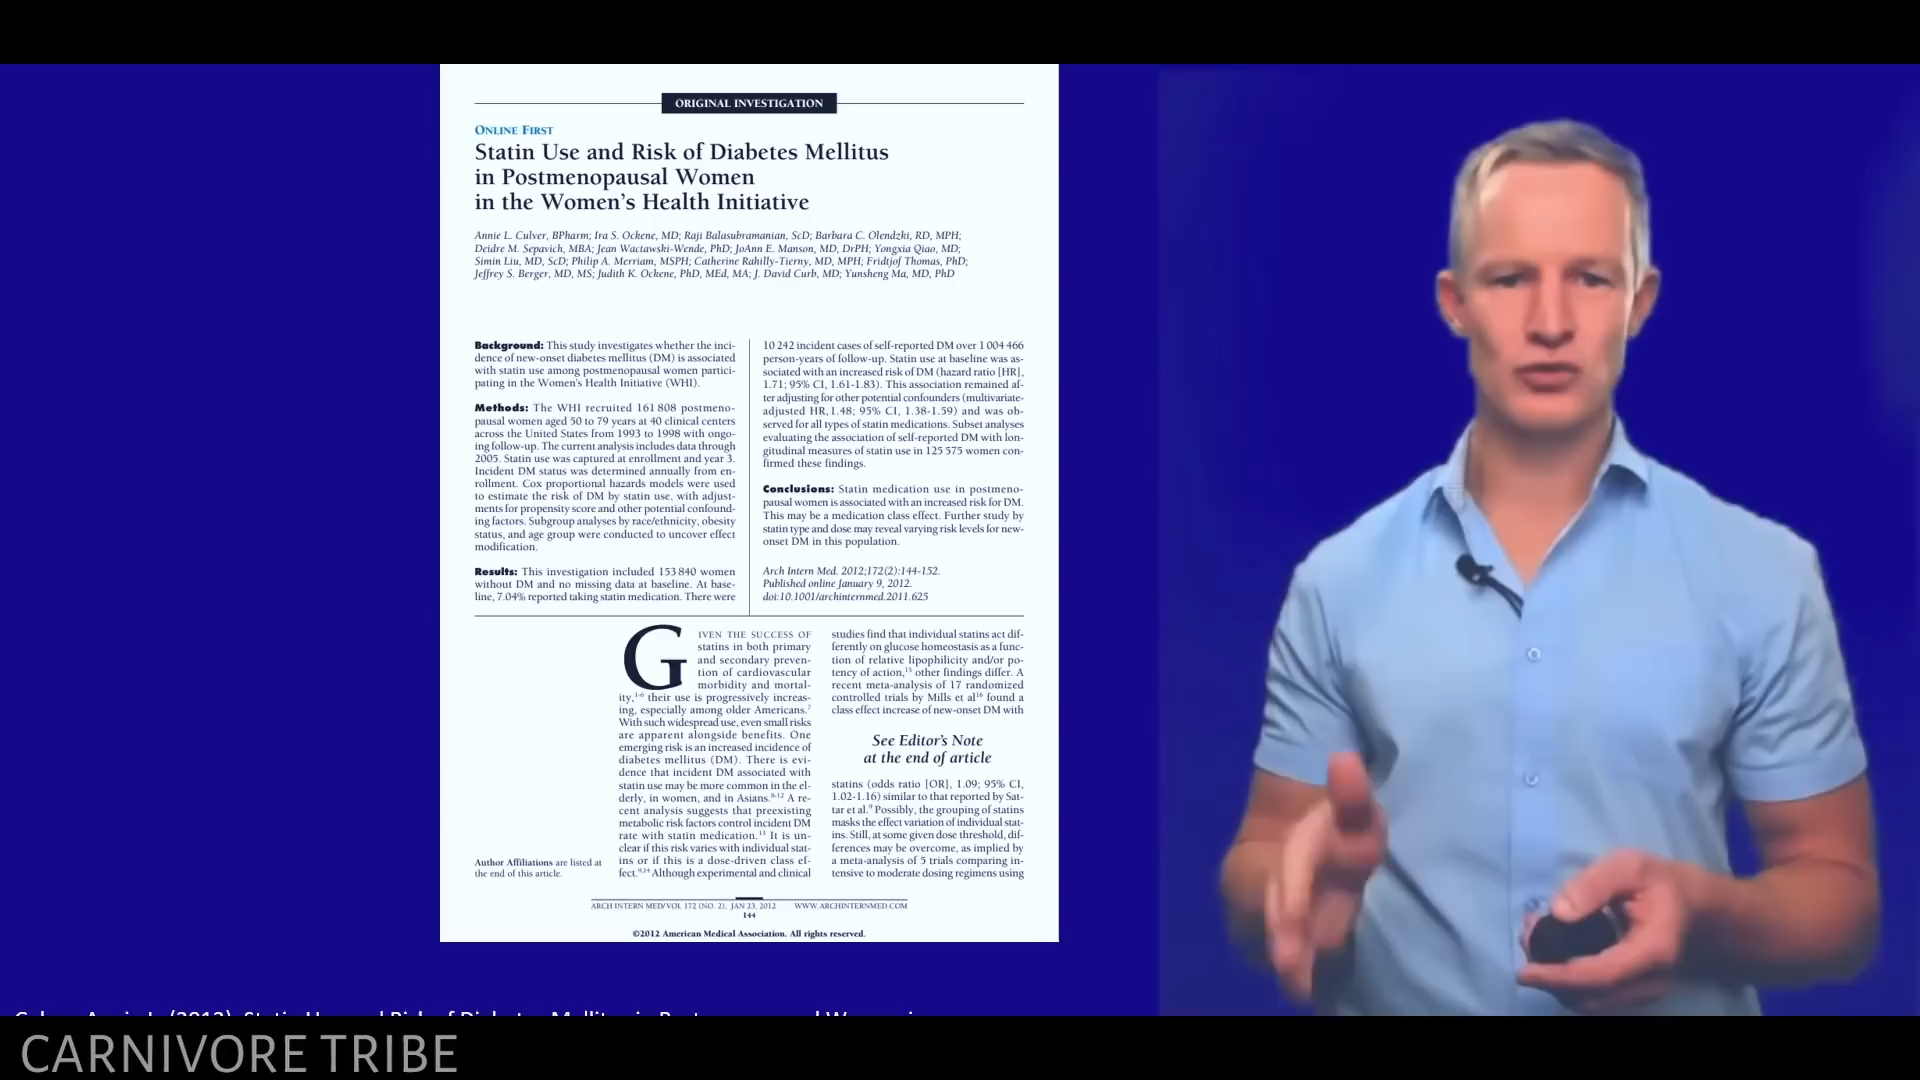 ORIGINAL INVESTIGATION
ONLINE FIRST
Statin Use and Risk of Diabetes Mellitus
in Postmenopausal Women
in the Women's Health Initiative
Annie L. Culver, BPharm; Ira S. Ockene, MD; Raji Balasubramanian, ScD; Barbara C. Olendzki, RD, MPH;
Deidre M. Sepavich, MBA; Jean Wactawski-Wende, PhD; JoAnn E. Manson, MD, DrPH; Yongxia Qiao, MD;
Simin Liu, MD, ScD; Philip A. Merriam, MSPH; Catherine Rahilly-Tierny, MD, MPH; Fridtjof Thomas, PhD;
Jeffrey S. Berger, MD, MS; Judith K. Ockene, PhD, MEd, MA; J. David Curb, MD; Yunsheng Ma, MD, PhD
Background: This study investigates whether the inci-
dence of new-onset diabetes mellitus (DM) is associated
with statin use among postmenopausal women partici-
pating in the Women's Health Initiative (WHI).
Methods: The WHI recruited 161 808 postmeno-
pausal women aged 50 to 79 years at 40 clinical centers
across the United States from 1993 to 1998 with ongo-
ing follow-up. The current analysis includes data through
2005. Statin use was captured at enrollment and year 3.
Incident DM status was determined annually from en-
rollment. Cox proportional hazards models were used
to estimate the risk of DM by statin use, with adjust-
ments for propensity score and other potential confound-
ing factors. Subgroup analyses by race/ethnicity, obesity
status, and age group were conducted to uncover effect
modification.
Results: This investigation included 153 840 women
without DM and no missing data at baseline. At base-
line, 7.04% reported taking statin medication. There were
10 242 incident cases of self-reported DM over 1 004 466
person-years of follow-up. Statin use at baseline was as-
sociated with an increased risk of DM (hazard ratio [HR],
1.71; 95% CI, 1.61-1.83). This association remained af-
ter adjusting for other potential confounders (multivariate-
adjusted HR, 1.48; 95% CI, 1.38-1.59) and was ob-
served for all types of statin medications. Subset analyses
evaluating the association of self-reported DM with lon-
gitudinal measures of statin use in 125 575 women con-
firmed these findings.
Conclusions: Statin medication use in postmeno-
pausal women is associated with an increased risk for DM.
This may be a medication class effect. Further study by
statin type and dose may reveal varying risk levels for new-
onset DM in this population.
Arch Intern Med. 2012;172(2):144-152.
Published online January 9, 2012.
doi:10.1001/archinternmed.2011.625
GIVEN THE SUCCESS OF
statins in both primary
and secondary preven-
tion of cardiovascular
morbidity and mortal-
ity,1-6 their use is progressively increas-
ing, especially among older Americans.7
With such widespread use, even small risks
are apparent alongside benefits. One
emerging risk is an increased incidence of
diabetes mellitus (DM). There is evi-
dence that incident DM associated with
statin use may be more common in the el-
derly, in women, and in Asians.8-12 A re-
cent analysis suggests that preexisting
metabolic risk factors control incident DM
rate with statin medication.13 It is un-
clear if this risk varies with individual stat-
ins or if this is a dose-driven class ef-
fect.9,14 Although experimental and clinical
studies find that individual statins act dif-
ferently on glucose homeostasis as a func-
tion of relative lipophilicity and/or po-
tency of action,15 other findings differ. A
recent meta-analysis of 17 randomized
controlled trials by Mills et al16 found a
class effect increase of new-onset DM with
See Editor's Note
at the end of article
statins (odds ratio [OR], 1.09; 95% CI,
1.02-1.16) similar to that reported by Sat-
tar et al.9 Possibly, the grouping of statins
masks the effect variation of individual stat-
ins. Still, at some given dose threshold, dif-
ferences may be overcome, as implied by
a meta-analysis of 5 trials comparing in-
tensive to moderate dosing regimens using
Author Affiliations are listed at
the end of this article.
ARCH INTERN MED/VOL 172 (NO. 2), JAN 23, 2012 WWW.ARCHINTERNMED.COM
144
©2012 American Medical Association. All rights reserved.
CARNIVORE TRIBE